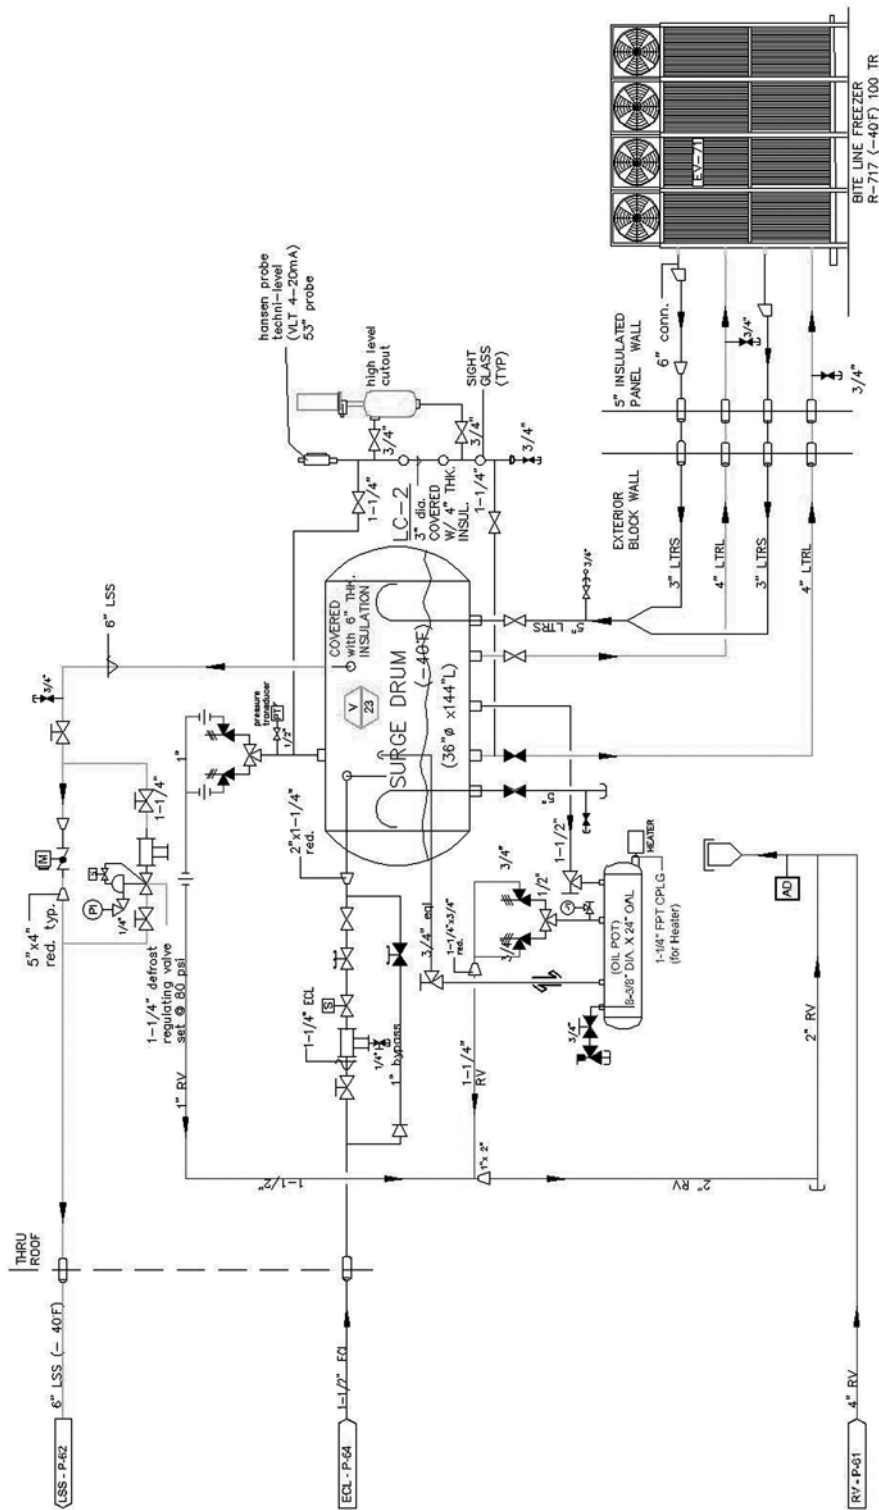 BITE LINE FREEZER
R-717 (-40°F) 100 TR
EV-71
hansen probe
techni-level
(VLT 4-20mA)
53" probe
high level
cutout
SIGHT
GLASS
(TYP)
3/4"
3/4"
3/4"
1-1/4"
1-1/4"
LC-2
3" dia.
COVERED
W/ 4" THK.
INSUL.
5" INSLULATED
PANEL WALL
6" conn.
3/4"
3/4"
EXTERIOR
BLOCK WALL
3" LTRS
4" LTRL
3" LTRS
4" LTRL
6" LSS
3/4"
COVERED
with 6" THK.
INSULATION
V
23
SURGE DRUM
(-40°F)
(36"ø x144"L)
5" LTRS
3/4"
5"
pressure
transducer
PT
1/2"
1"
1-1/4"
M
S
PI
1/4"
5"x4"
red. typ.
1-1/4" defrost
regulating valve
set @ 80 psi
1" RV
2"x1-1/4"
red.
1-1/4" ECL
S
1/4"
1" bypass
3/4" eql
1-1/4"x3/4"
red.
3/4"
3/4"
1/2"
1-1/2"
HEATER
(OIL POT)
8-5/8" DIA. X 24" OAL
1-1/4" FPT CPLG
(for Heater)
3/4"
1-1/4"
RV
1-1/2"
1"x 2"
2" RV
2" RV
AD
THRU
ROOF
6" LSS (- 40°F)
1-1/2" ECL
4" RV
LSS - P-62
ECL - P-64
RV - P-61